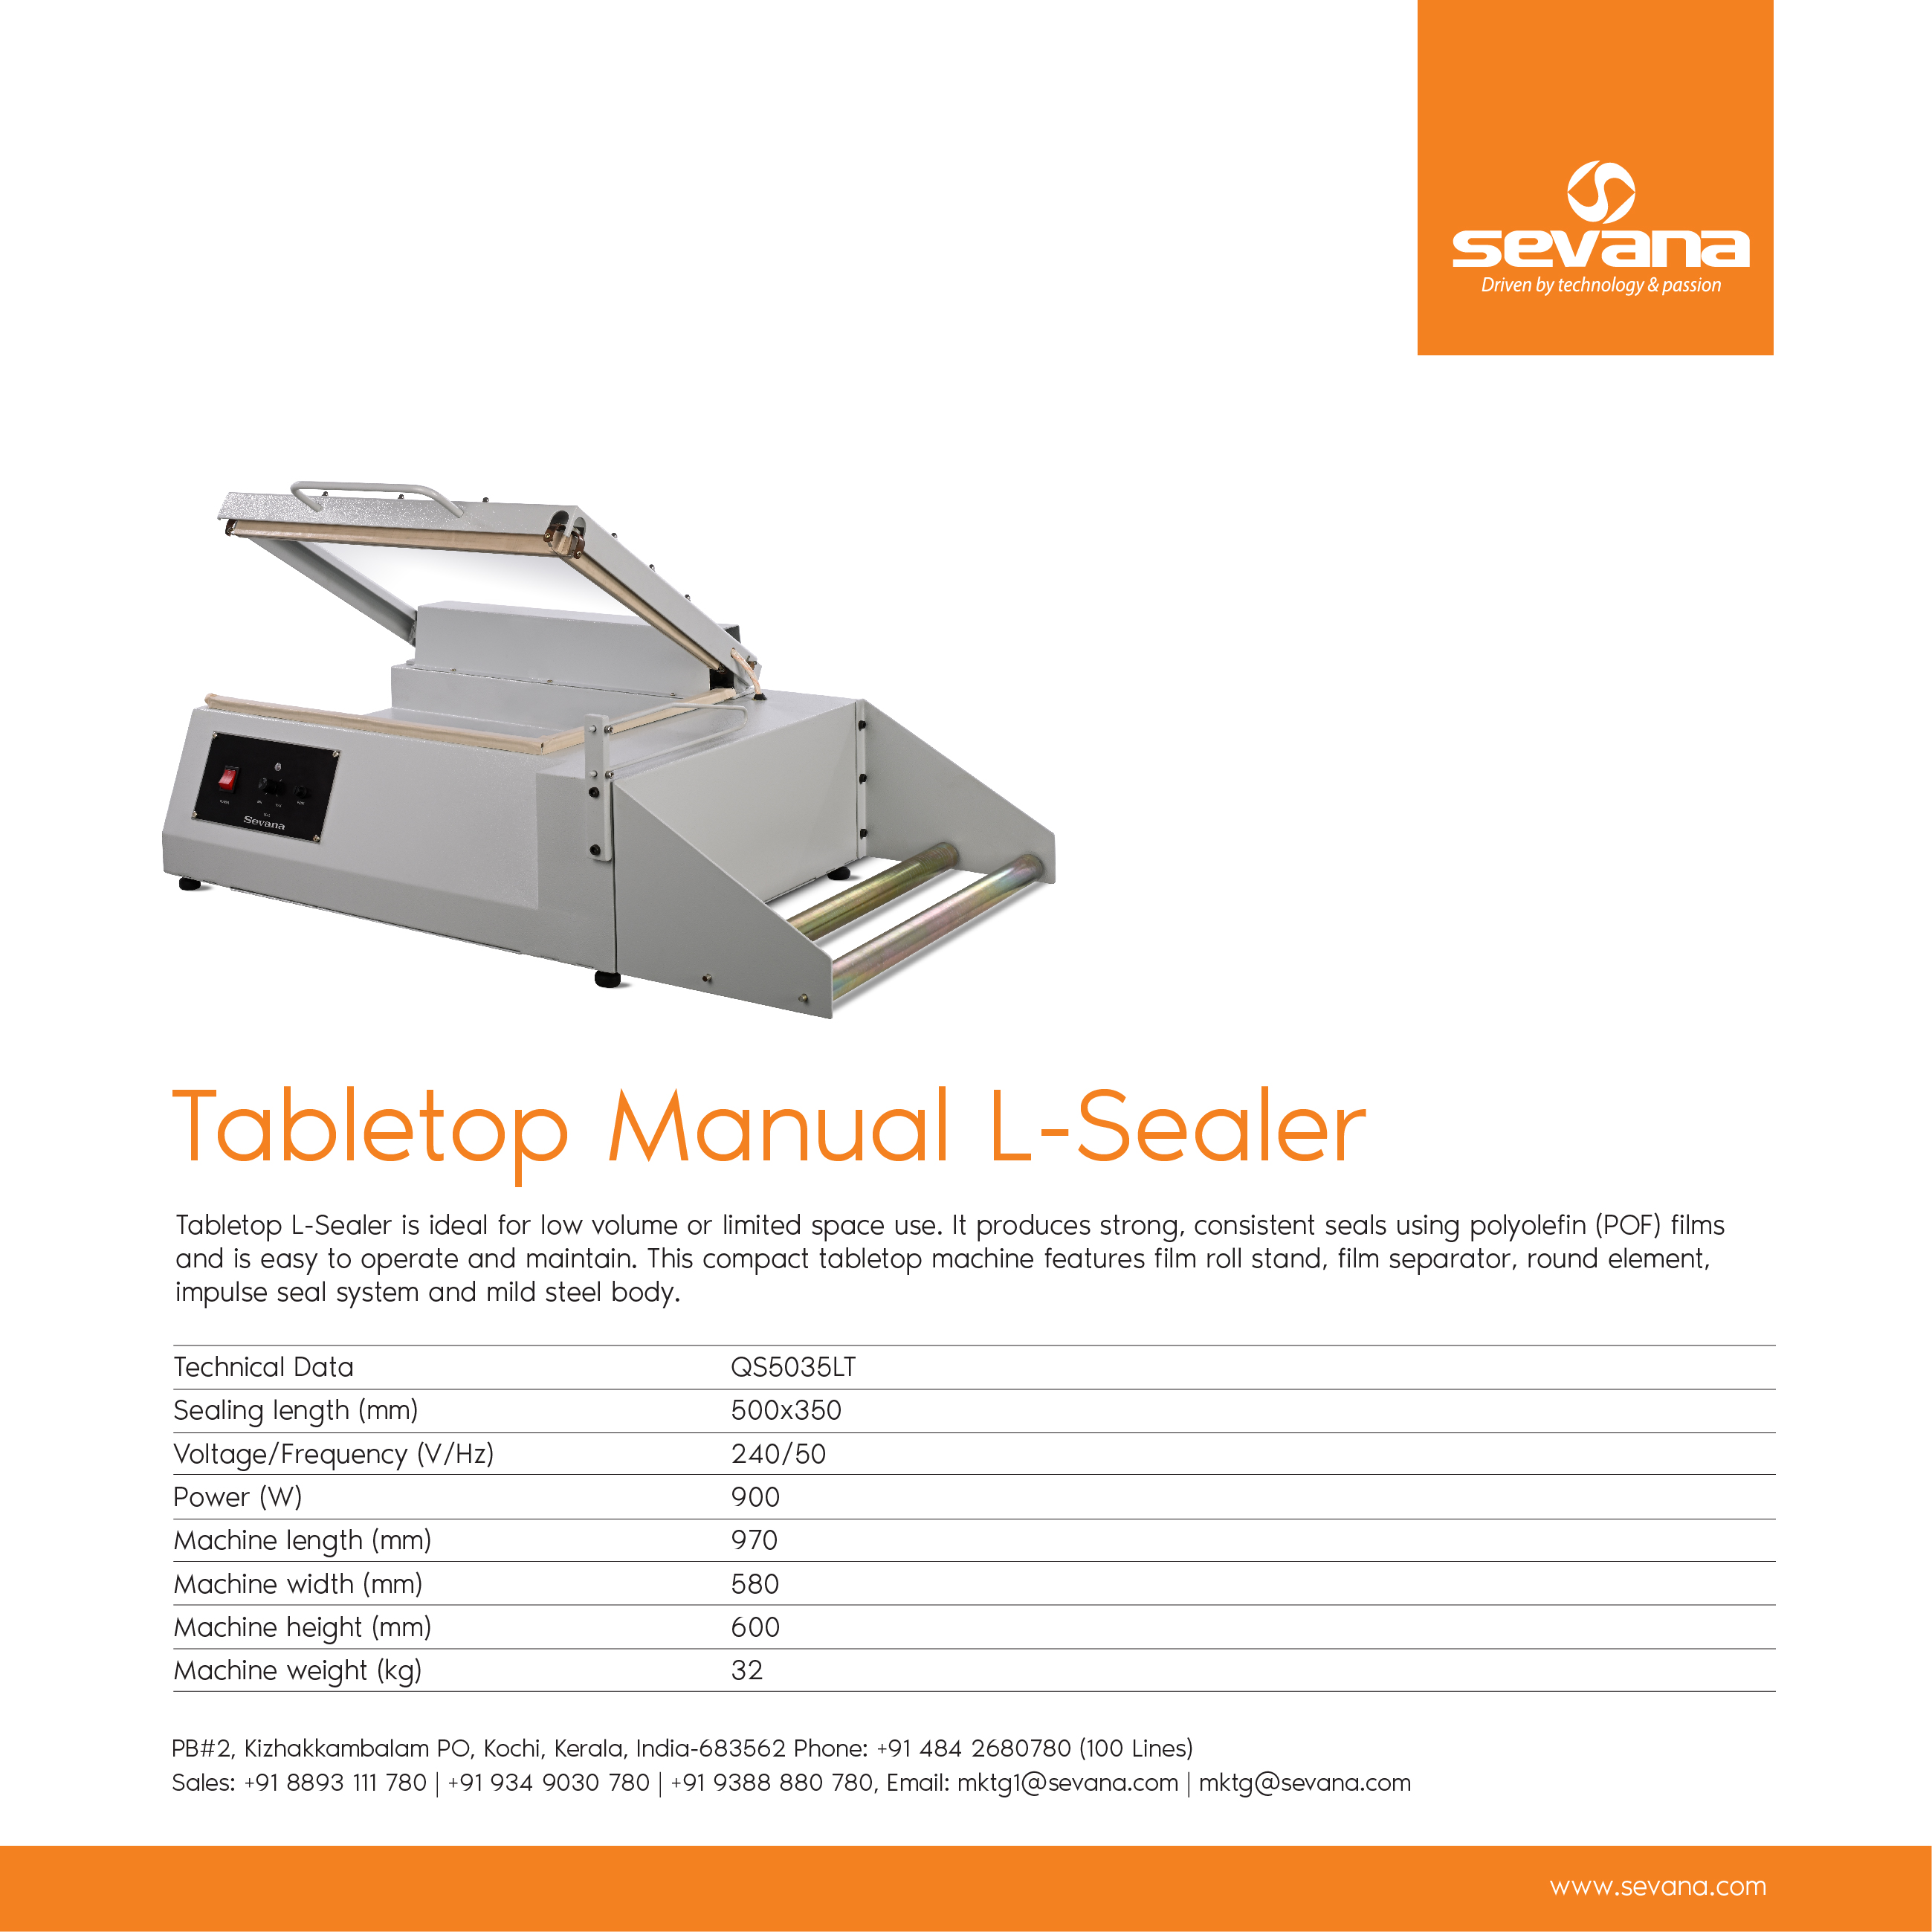 sevana
Driven by technology & passion
Sevana
Tabletop Manual L-Sealer
Tabletop L-Sealer is ideal for low volume or limited space use. It produces strong, consistent seals using polyolefin (POF) films
and is easy to operate and maintain. This compact tabletop machine features film roll stand, film separator, round element,
impulse seal system and mild steel body.
Technical Data QS5035LT
Sealing length (mm) 500x350
Voltage/Frequency (V/Hz) 240/50
Power (W) 900
Machine length (mm) 970
Machine width (mm) 580
Machine height (mm) 600
Machine weight (kg) 32
PB#2, Kizhakkambalam PO, Kochi, Kerala, India-683562 Phone: +91 484 2680780 (100 Lines)
Sales: +91 8893 111 780 | +91 934 9030 780 | +91 9388 880 780, Email: mktg1@sevana.com | mktg@sevana.com
www.sevana.com